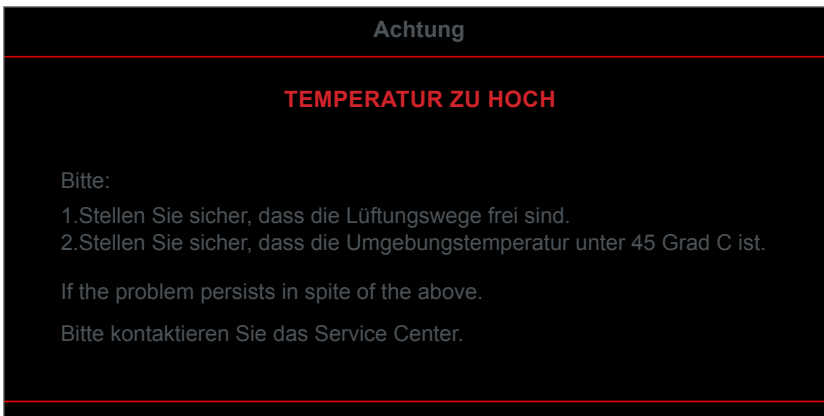 Achtung
TEMPERATUR ZU HOCH
Bitte:
1.Stellen Sie sicher, dass die Lüftungswege frei sind.
2.Stellen Sie sicher, dass die Umgebungstemperatur unter 45 Grad C ist.
If the problem persists in spite of the above.
Bitte kontaktieren Sie das Service Center.